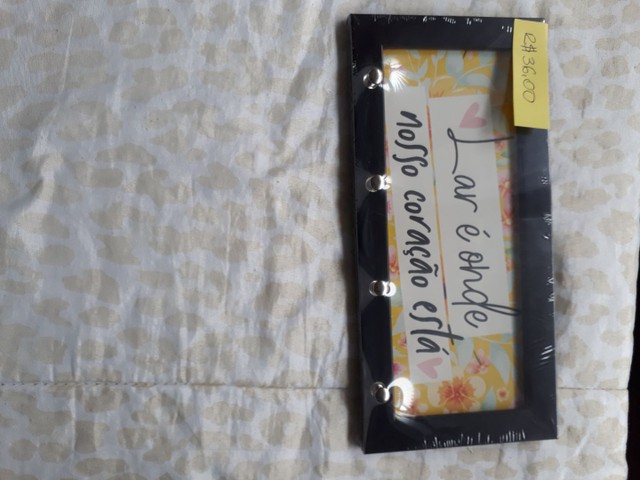 R$ 36,00
Lar é onde
nosso coração está